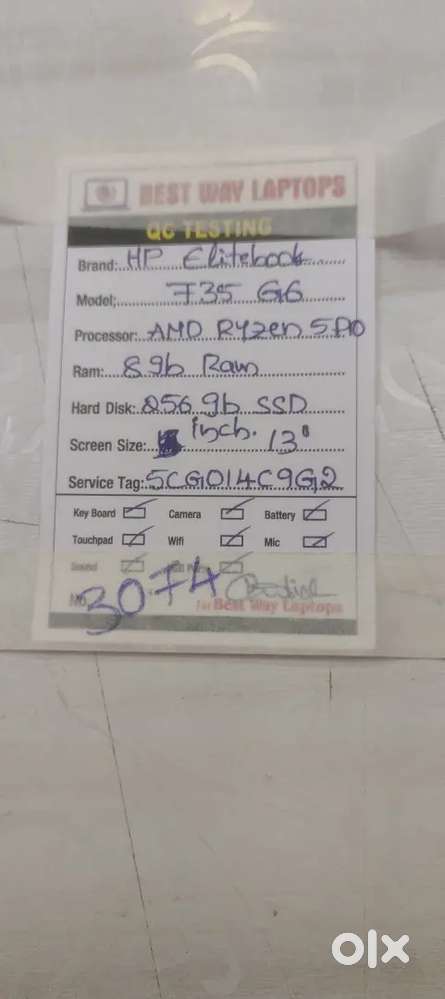 BEST WAY LAPTOPS
QC TESTING
Brand: HP Elitebook
Model: 735 G6
Processor: AMD Ryzen 5 Pro
Ram: 8 gb Ram
Hard Disk: 256 gb SSD
Screen Size: inch. 13"
Service Tag: 5CG014C9G2
Key Board Camera Battery
Touchpad Wifi Mic
Sound
No. 3074
For Best Way Laptops
olx